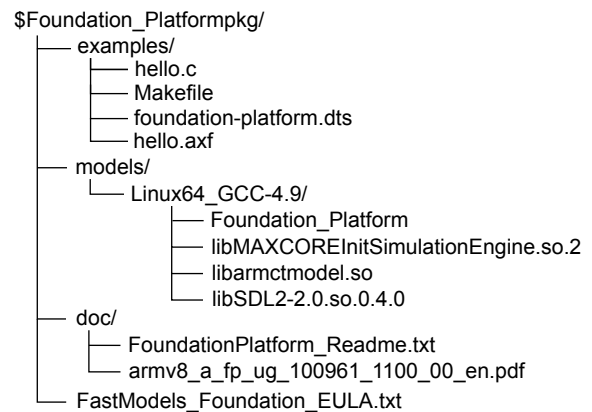 $Foundation_Platformpkg/
examples/
hello.c
Makefile
foundation-platform.dts
hello.axf
models/
Linux64_GCC-4.9/
Foundation_Platform
libMAXCOREInitSimulationEngine.so.2
libarmctmodel.so
libSDL2-2.0.so.0.4.0
doc/
FoundationPlatform_Readme.txt
armv8_a_fp_ug_100961_1100_00_en.pdf
FastModels_Foundation_EULA.txt